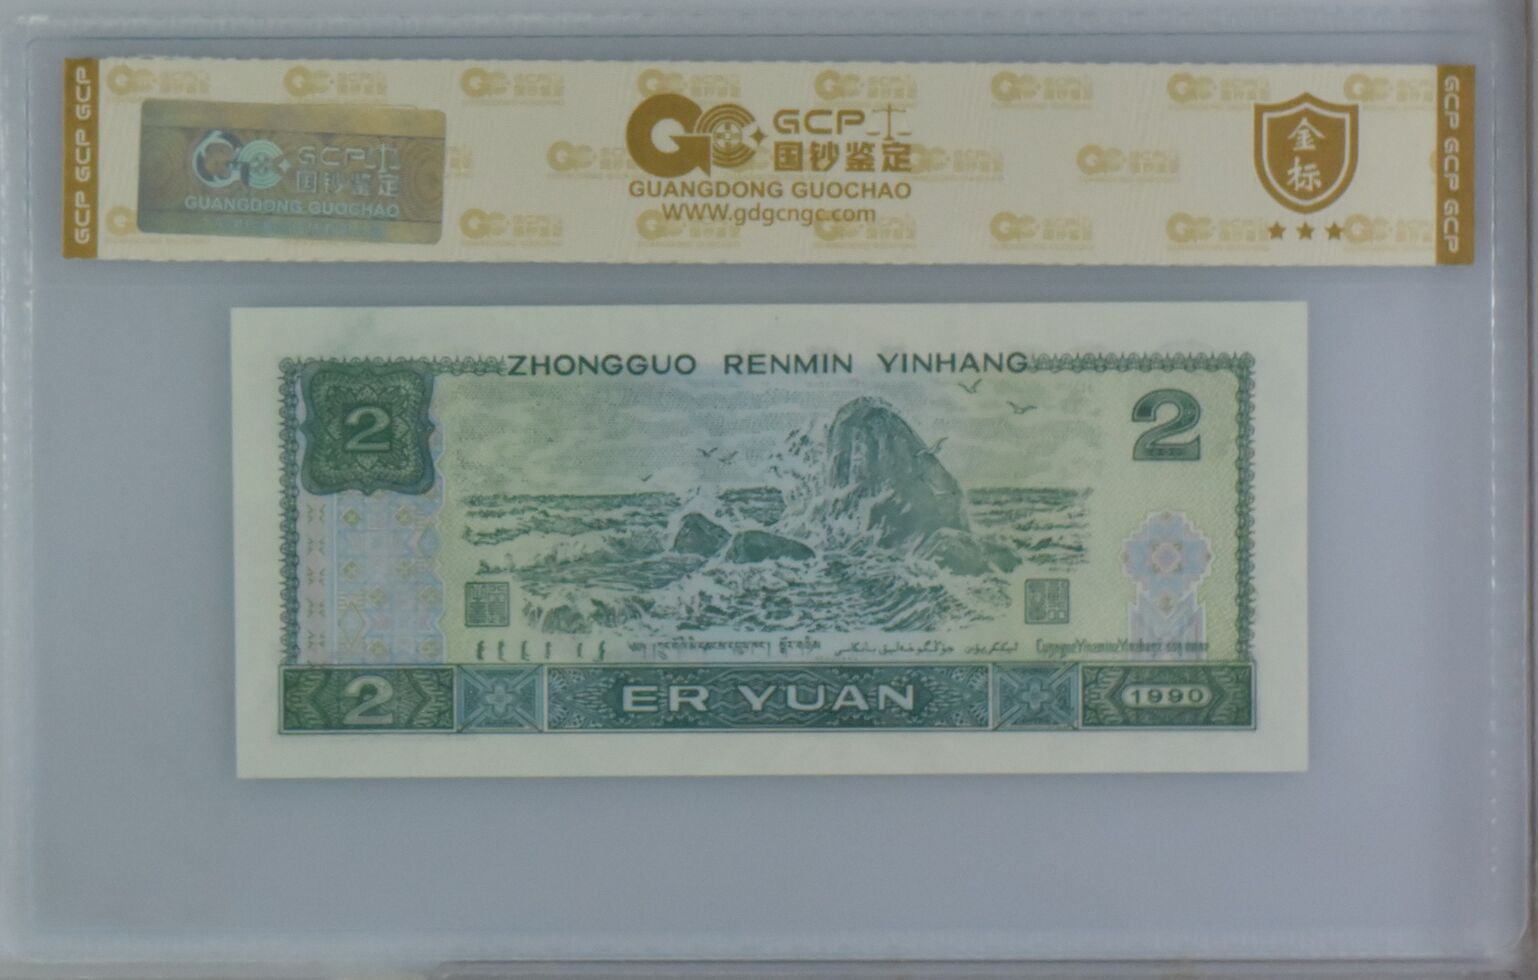 GCP GCP GCP
GCP 国钞鉴定
GUANGDONG GUOCHAO
GCP
国钞鉴定
GUANGDONG GUOCHAO
WWW.gdgcngc.com
金标
GCP GCP GCP
ZHONGGUO RENMIN YINHANG
2
2
2
ER YUAN
1990